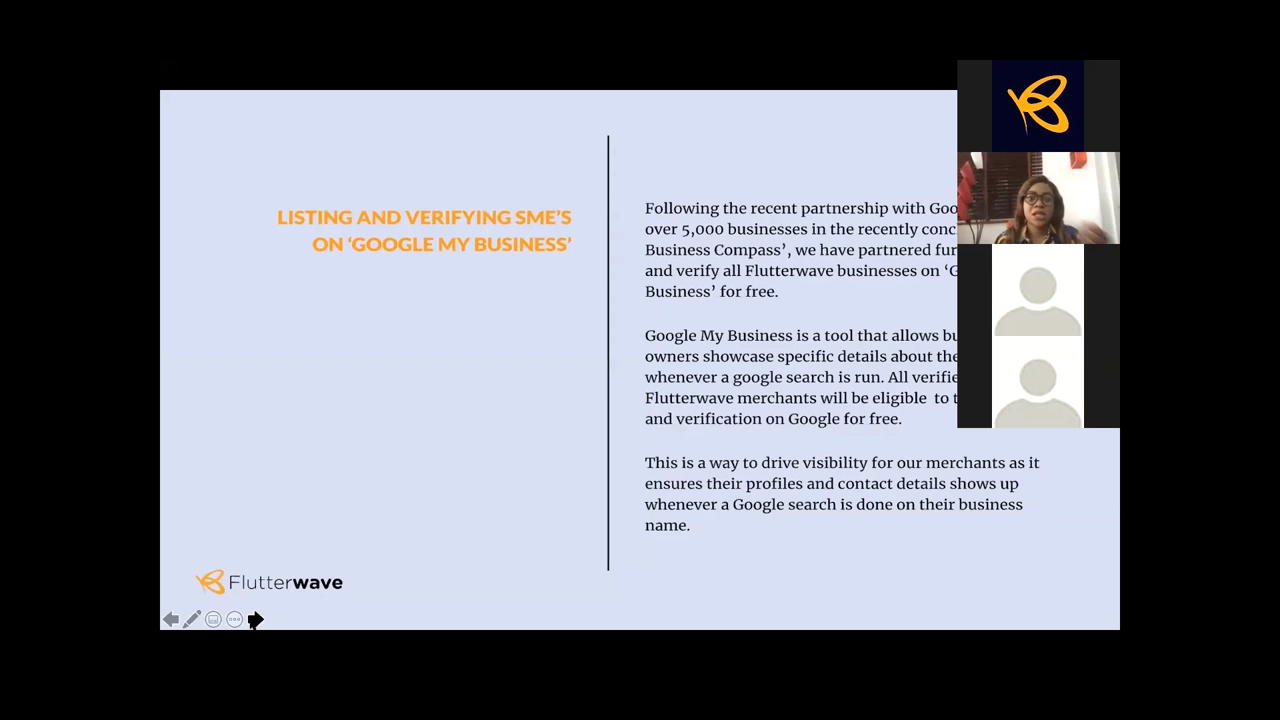 LISTING AND VERIFYING SME'S
ON ‘GOOGLE MY BUSINESS’
Following the recent partnership with
over 5,000 businesses in the recently
Business Compass’, we have partnered
and verify all Flutterwave businesses on
Business’ for free.
Google My Business is a tool that allows
owners showcase specific details about
whenever a google search is run. All
Flutterwave merchants will be eligible to
and verification on Google for free.
This is a way to drive visibility for our merchants as it
ensures their profiles and contact details shows up
whenever a Google search is done on their business
name.
Flutterwave